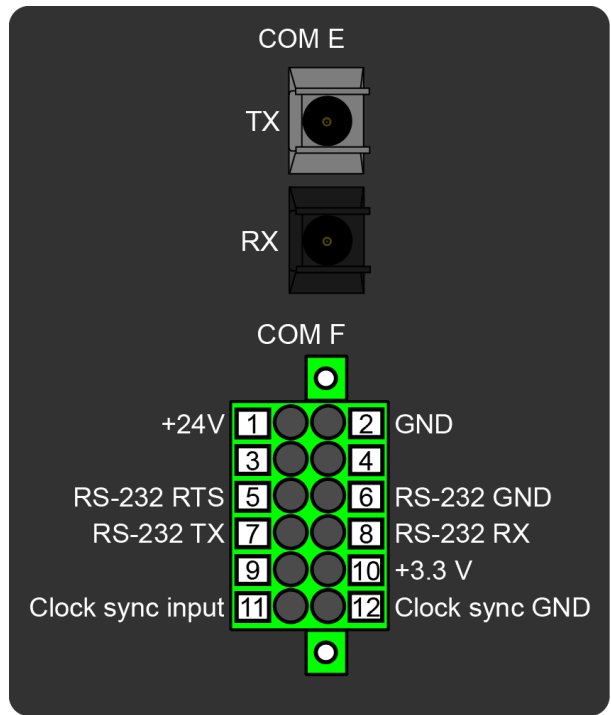 COM E
TX
RX
COM F
+24V 1 2 GND
3 4
RS-232 RTS 5 6 RS-232 GND
RS-232 TX 7 8 RS-232 RX
9 10 +3.3 V
Clock sync input 11 12 Clock sync GND